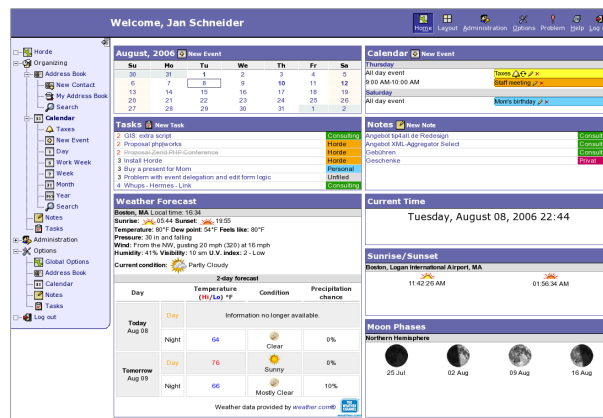 Welcome, Jan Schneider
Home Layout Administration Options Problem Help Log
Horde
Organizing
Address Book
New Contact
My Address Book
Search
Calendar
Taxes
New Event
Day
Work Week
Week
Month
Year
Search
Notes
Tasks
Administration
Options
Global Options
Address Book
Calendar
Notes
Tasks
Log out
August, 2006 New Event
Su Mo Tu We Th Fr Sa
30 31 1 2 3 4 5
6 7 8 9 10 11 12
13 14 15 16 17 18 19
20 21 22 23 24 25 26
27 28 29 30 31 1 2
Calendar New Event
Thursday
All day event Taxes
9:00 AM-10:00 AM Staff meeting
Saturday
All day event Mom's birthday
Tasks New Task
2 GIS: extra script Consulting
2 Proposal php|works Horde
2 Proposal Zend PHP Conference Horde
3 Install Horde Horde
3 Buy a present for Mom Personal
3 Problem with event delegation and edit form logic Unfiled
4 Whups - Hermes - Link Consulting
Notes New Note
Angebot tip4all.de Redesign Consult
Angebot XML-Aggregator Select Consult
Gebühren Consult
Geschenke Privat
Weather Forecast
Boston, MA Local time: 16:34
Sunrise: 05:44 Sunset: 19:55
Temperature: 80°F Dew point: 54°F Feels like: 80°F
Pressure: 30 in and falling
Wind: From the NW, gusting 20 mph (320) at 16 mph
Humidity: 41% Visibility: 10 sm U.V. index: 2 - Low
Current condition: Partly Cloudy
2-day forecast
Day Temperature (Hi/Lo) °F Condition Precipitation chance
Today Aug 08 Day Information no longer available.
Night 64 Clear 0%
Tomorrow Aug 09 Day 76 Sunny 0%
Night 66 Mostly Clear 10%
Weather data provided by weather.com®
Current Time
Tuesday, August 08, 2006 22:44
Sunrise/Sunset
Boston, Logan International Airport, MA
11:42:26 AM 01:56:34 AM
Moon Phases
Northern Hemisphere
25 Jul 02 Aug 09 Aug 16 Aug